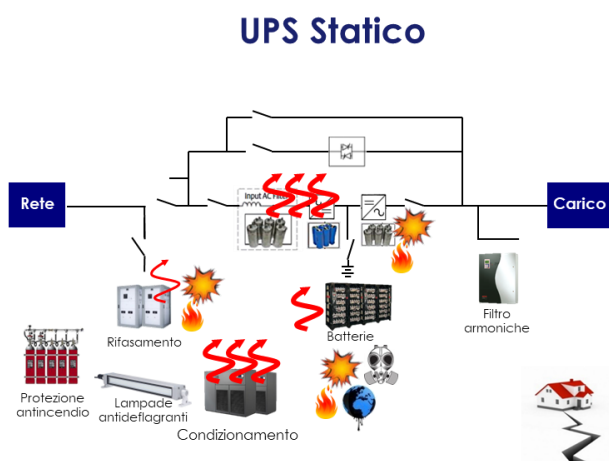 UPS Statico
Input AC Filter
Rete
Carico
Rifasamento
Batterie
Filtro
armoniche
Protezione
antincendio
Lampade
antideflagranti
Condizionamento